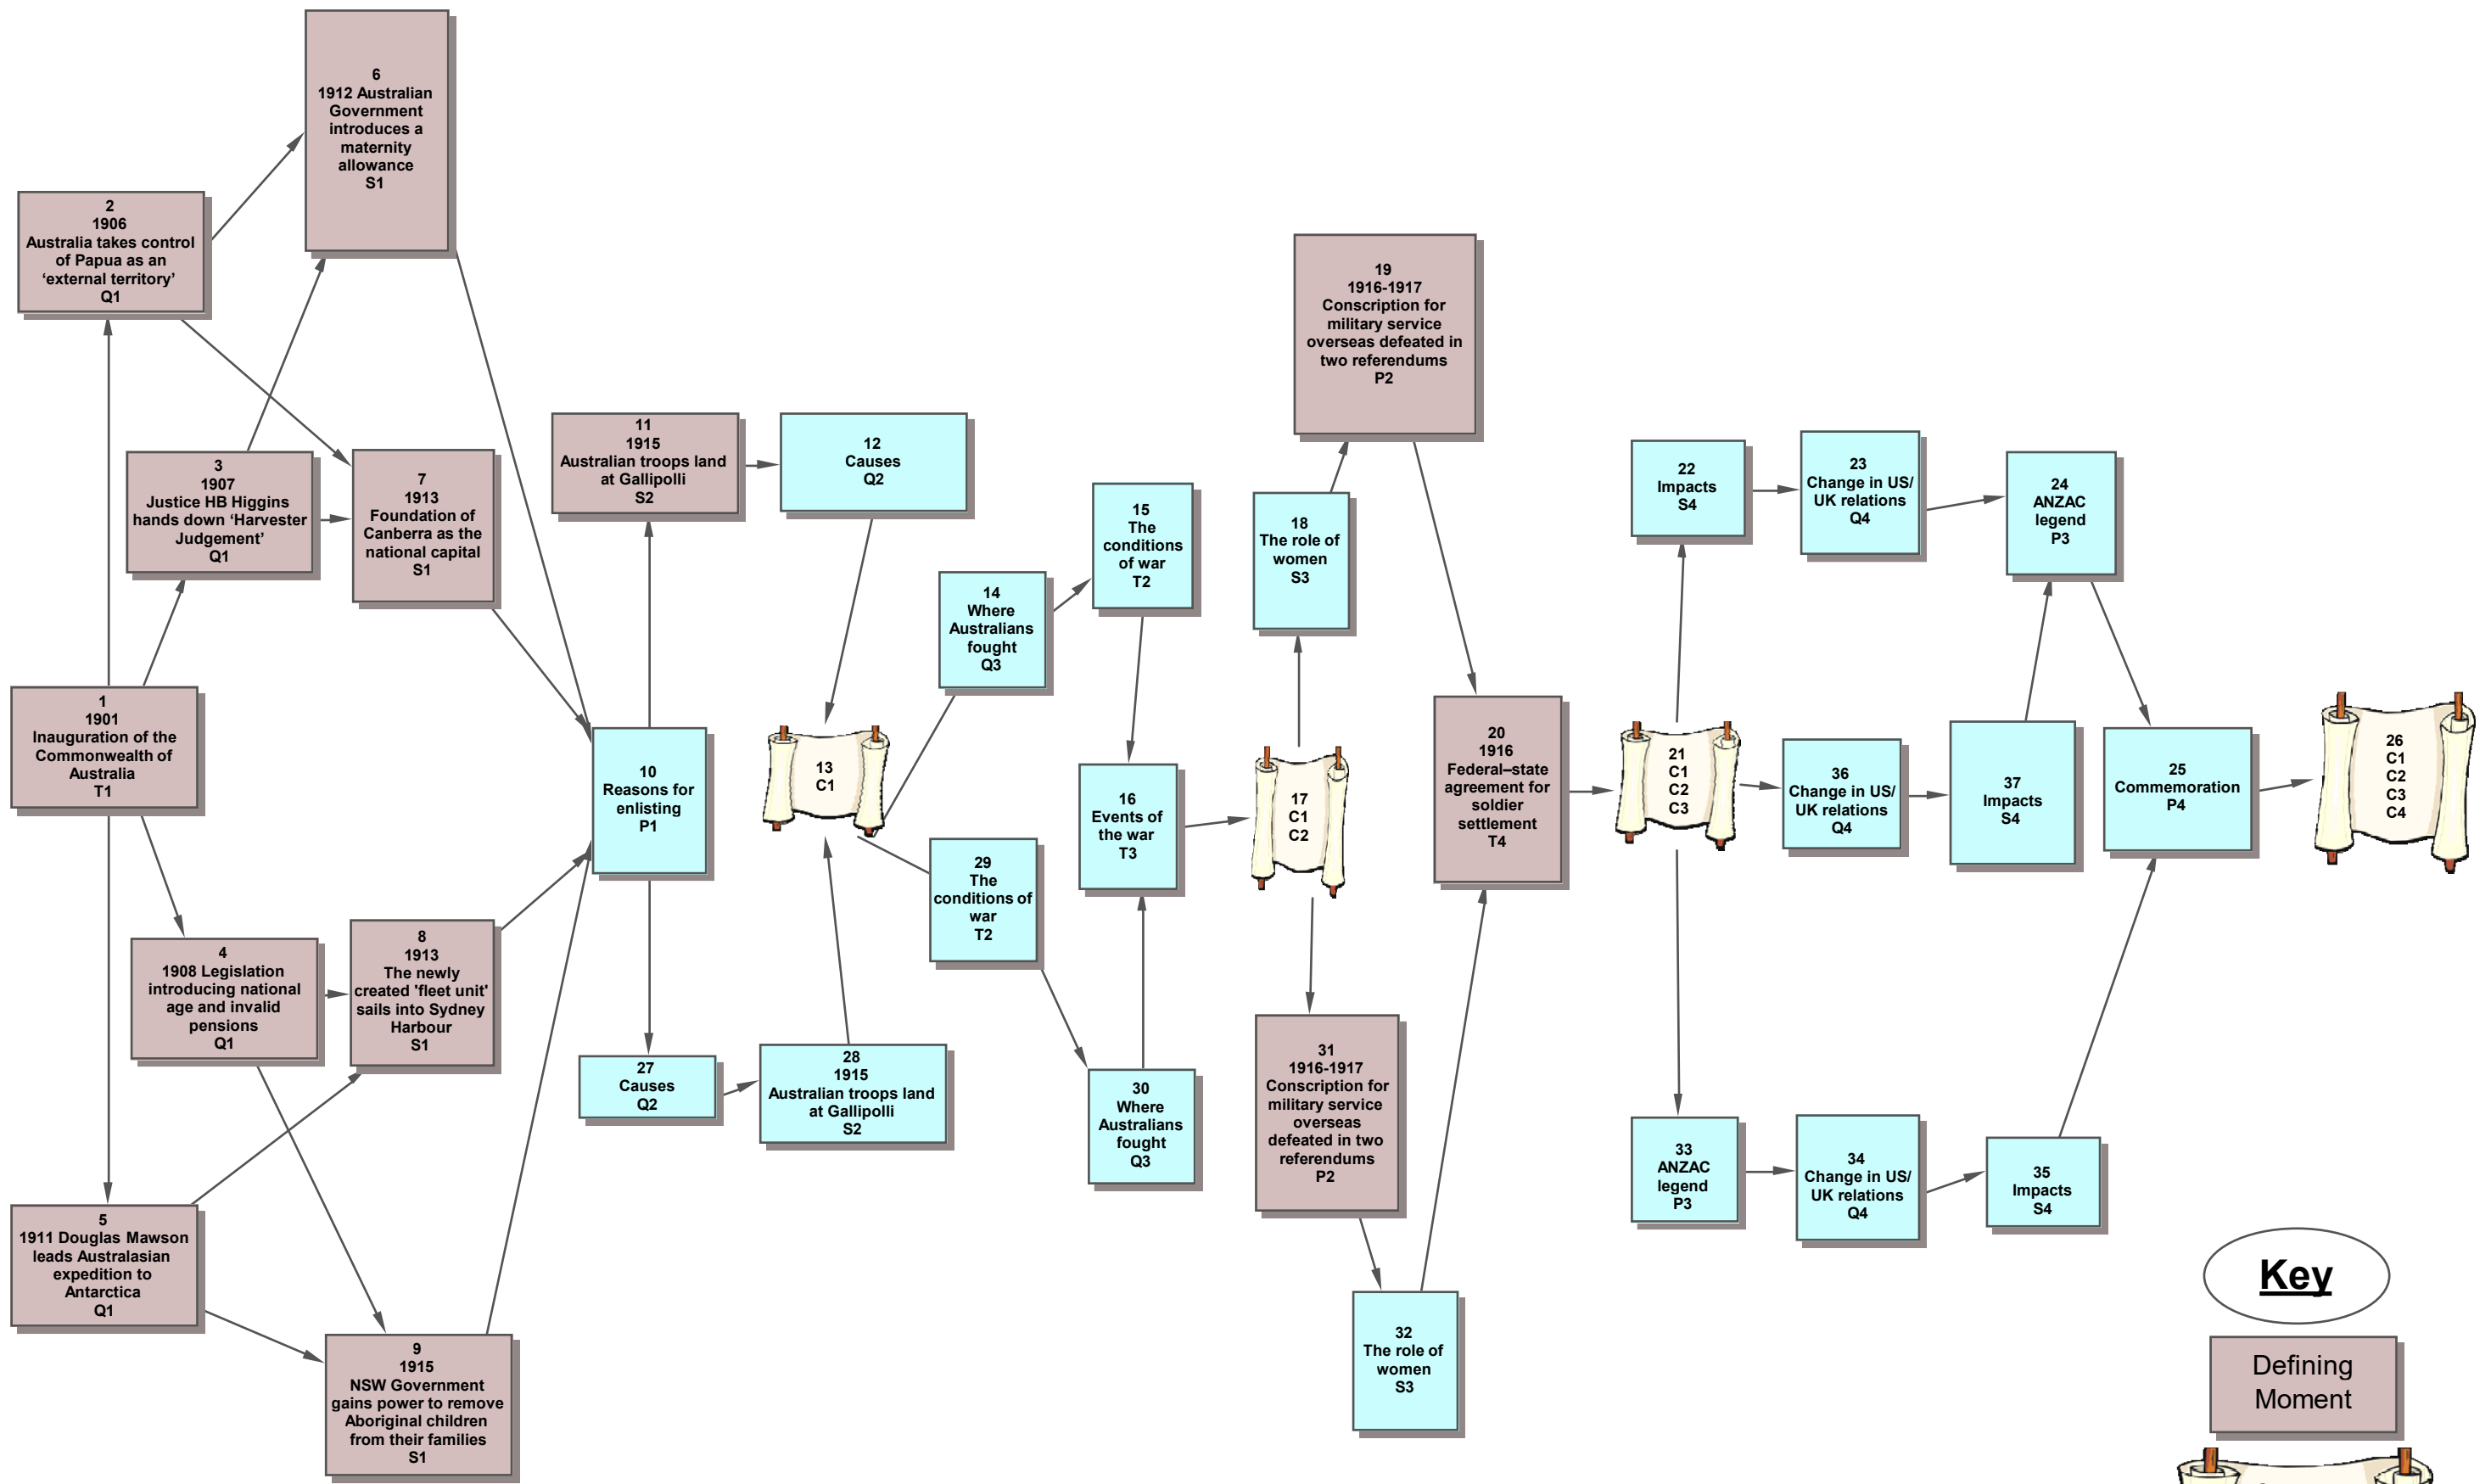 6
1912 Australian
Government
introduces a
maternity
allowance
S1
2
1906
Australia takes control
of Papua as an
‘external territory’
Q1
3
1907
Justice HB Higgins
hands down ‘Harvester
Judgement’
Q1
7
1913
Foundation of
Canberra as the
national capital
S1
1
1901
Inauguration of the
Commonwealth of
Australia
T1
4
1908 Legislation
introducing national
age and invalid
pensions
Q1
8
1913
The newly
created 'fleet unit'
sails into Sydney
Harbour
S1
5
1911 Douglas Mawson
leads Australasian
expedition to
Antarctica
Q1
9
1915
NSW Government
gains power to remove
Aboriginal children
from their families
S1
10
Reasons for
enlisting
P1
11
1915
Australian troops land
at Gallipolli
S2
12
Causes
Q2
13
C1
27
Causes
Q2
28
1915
Australian troops land
at Gallipolli
S2
14
Where
Australians
fought
Q3
15
The
conditions
of war
T2
29
The
conditions of
war
T2
30
Where
Australians
fought
Q3
16
Events of
the war
T3
17
C1
C2
18
The role of
women
S3
19
1916-1917
Conscription for
military service
overseas defeated in
two referendums
P2
31
1916-1917
Conscription for
military service
overseas
defeated in two
referendums
P2
32
The role of
women
S3
20
1916
Federal–state
agreement for
soldier
settlement
T4
21
C1
C2
C3
22
Impacts
S4
23
Change in US/
UK relations
Q4
24
ANZAC
legend
P3
36
Change in US/
UK relations
Q4
37
Impacts
S4
25
Commemoration
P4
26
C1
C2
C3
C4
33
ANZAC
legend
P3
34
Change in US/
UK relations
Q4
35
Impacts
S4
Key
Defining
Moment